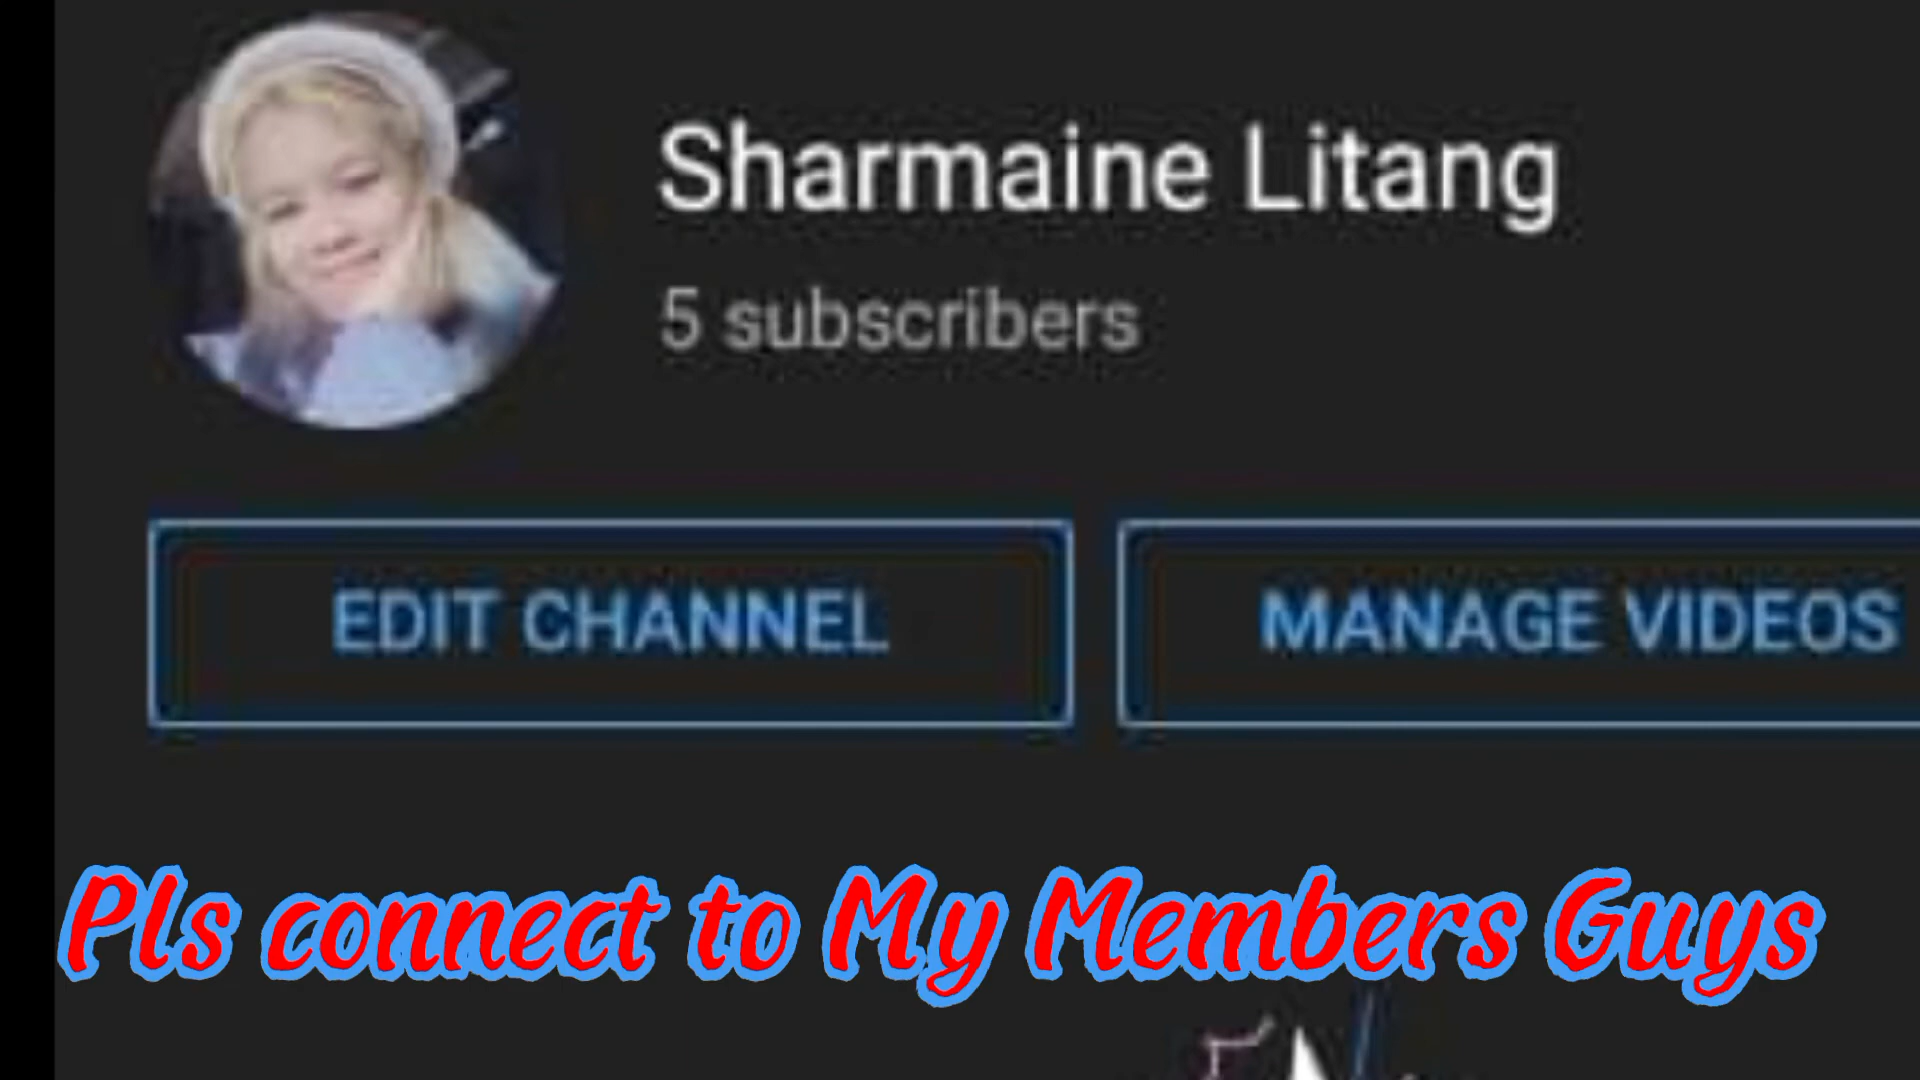 Sharmaine Litang
5 subscribers
EDIT CHANNEL
MANAGE VIDEOS
Pls connect to My Members Guys